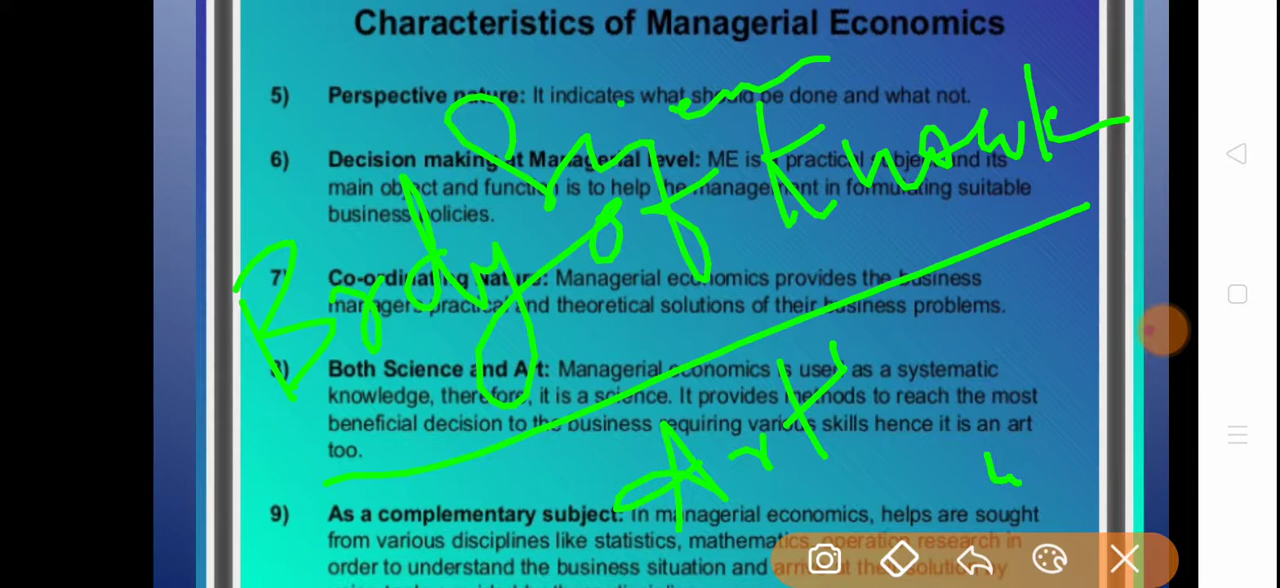 Characteristics of Managerial Economics
5) Perspective nature: It indicates what should be done and what not.
6) Decision making at Managerial level: ME is a practical subject and its
main object and function is to help the management in formulating suitable
business policies.
7) Co-ordinating nature: Managerial economics provides the business
managers practical and theoretical solutions of their business problems.
8) Both Science and Art: Managerial economics is used as a systematic
knowledge, therefore, it is a science. It provides methods to reach the most
beneficial decision to the business requiring various skills hence it is an art
too.
9) As a complementary subject: In managerial economics, helps are sought
from various disciplines like statistics, mathematics, operation research in
order to understand the business situation and the solution by
Body of Knowl
Art